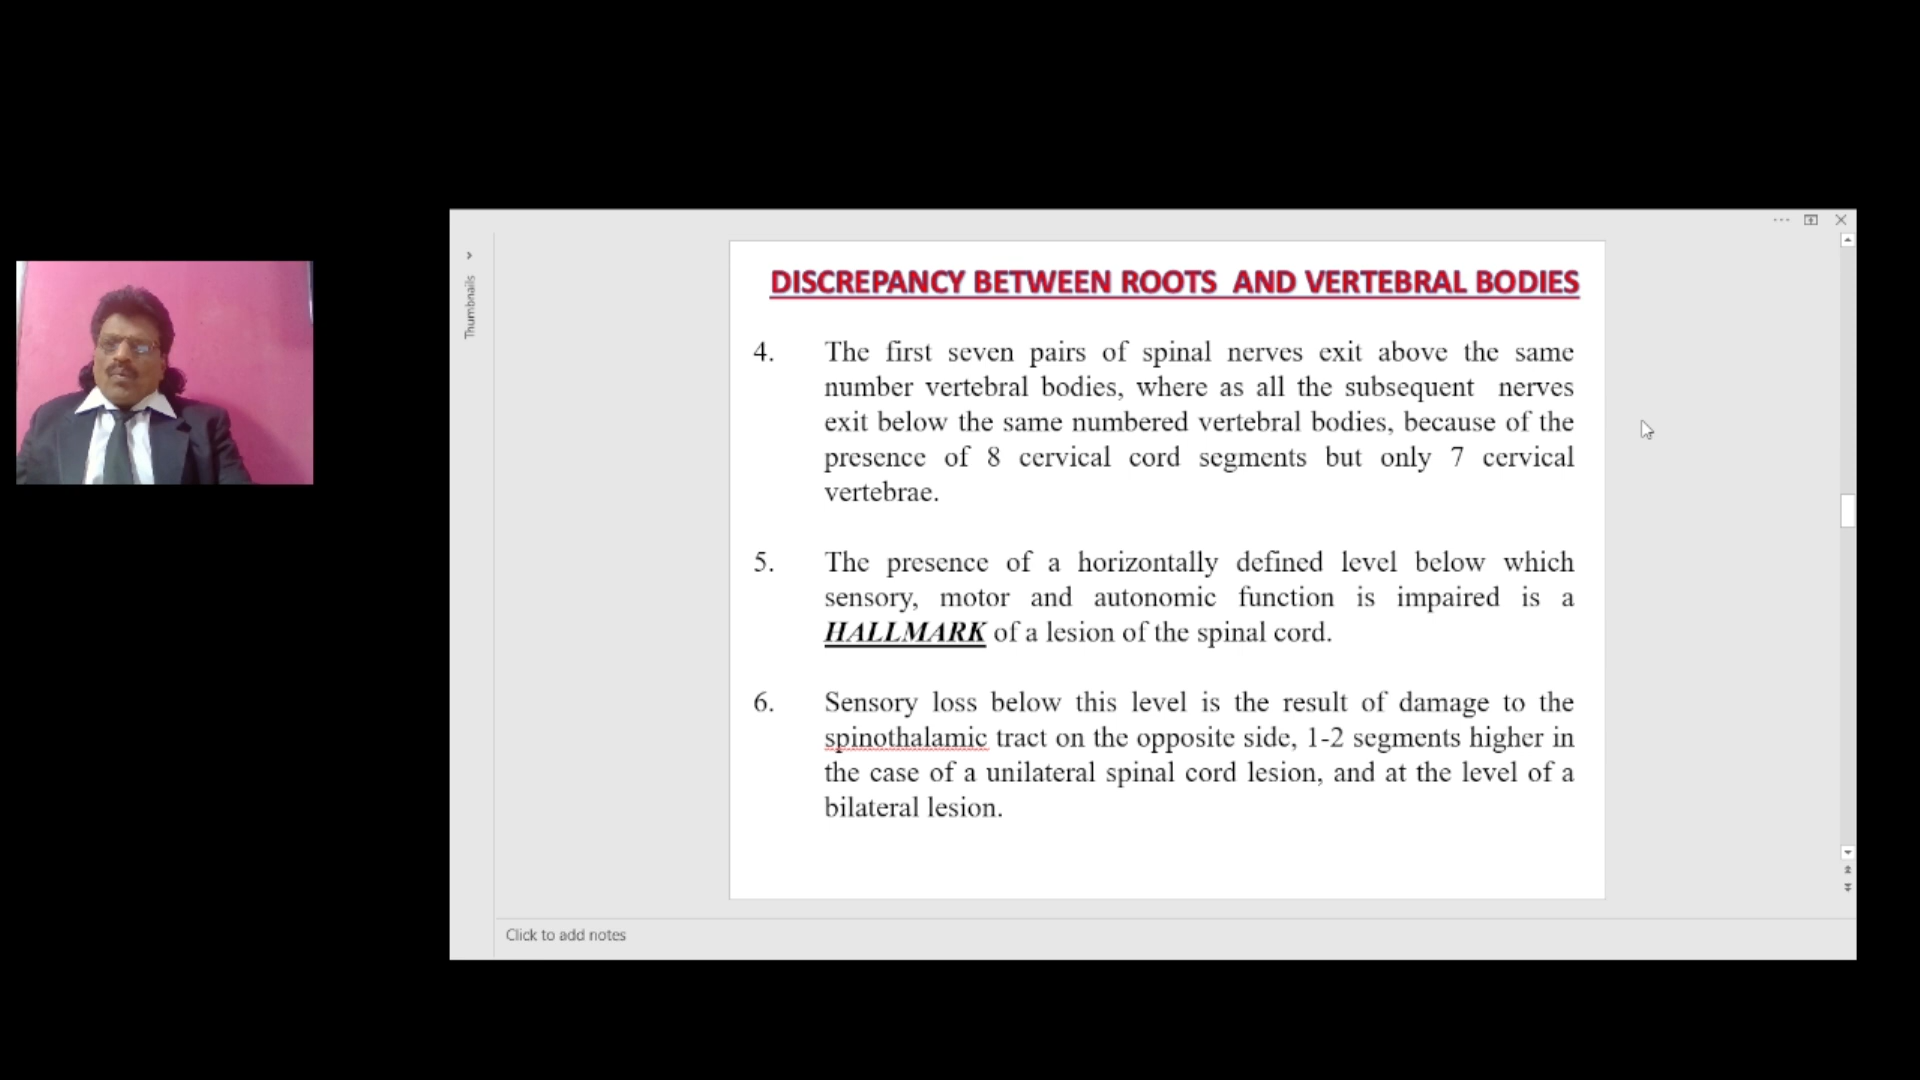 Thumbnails
DISCREPANCY BETWEEN ROOTS AND VERTEBRAL BODIES
4. The first seven pairs of spinal nerves exit above the same
number vertebral bodies, where as all the subsequent nerves
exit below the same numbered vertebral bodies, because of the
presence of 8 cervical cord segments but only 7 cervical
vertebrae.
5. The presence of a horizontally defined level below which
sensory, motor and autonomic function is impaired is a
HALLMARK of a lesion of the spinal cord.
6. Sensory loss below this level is the result of damage to the
spinothalamic tract on the opposite side, 1-2 segments higher in
the case of a unilateral spinal cord lesion, and at the level of a
bilateral lesion.
Click to add notes